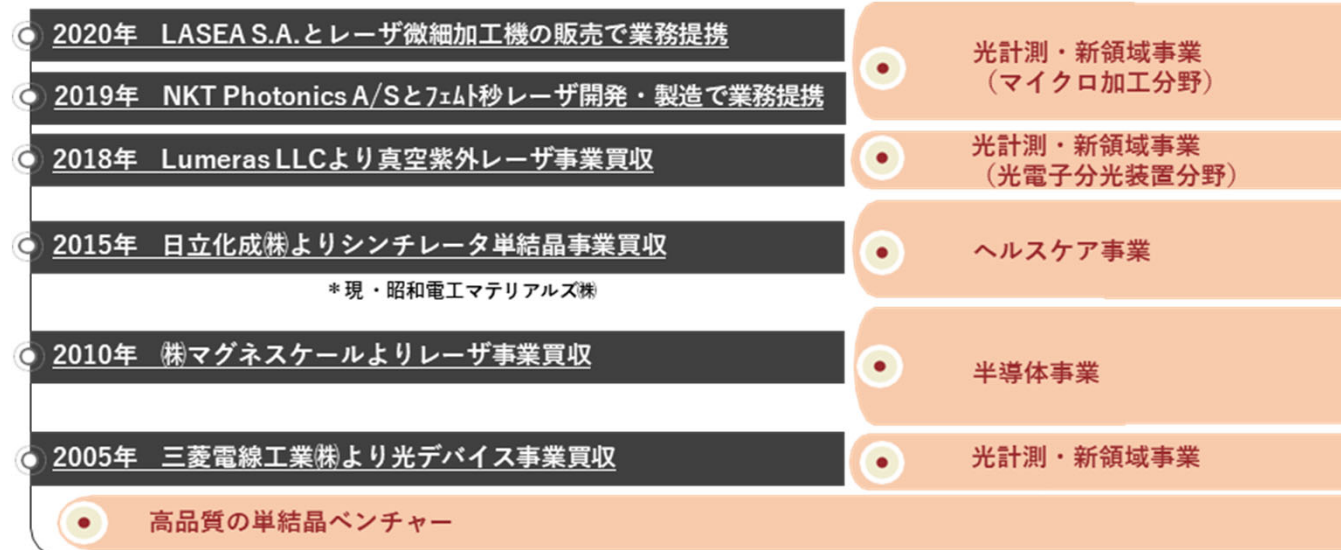 2020年 LASEA S.A.とレーザ微細加工機の販売で業務提携
光計測・新領域事業
（マイクロ加工分野）
2019年 NKT Photonics A/Sとﾌｪﾑﾄ秒レーザ開発・製造で業務提携
2018年 Lumeras LLCより真空紫外レーザ事業買収
光計測・新領域事業
（光電子分光装置分野）
2015年 日立化成㈱よりシンチレータ単結晶事業買収
＊現・昭和電工マテリアルズ㈱
ヘルスケア事業
2010年 ㈱マグネスケールよりレーザ事業買収
半導体事業
2005年 三菱電線工業㈱より光デバイス事業買収
光計測・新領域事業
高品質の単結晶ベンチャー